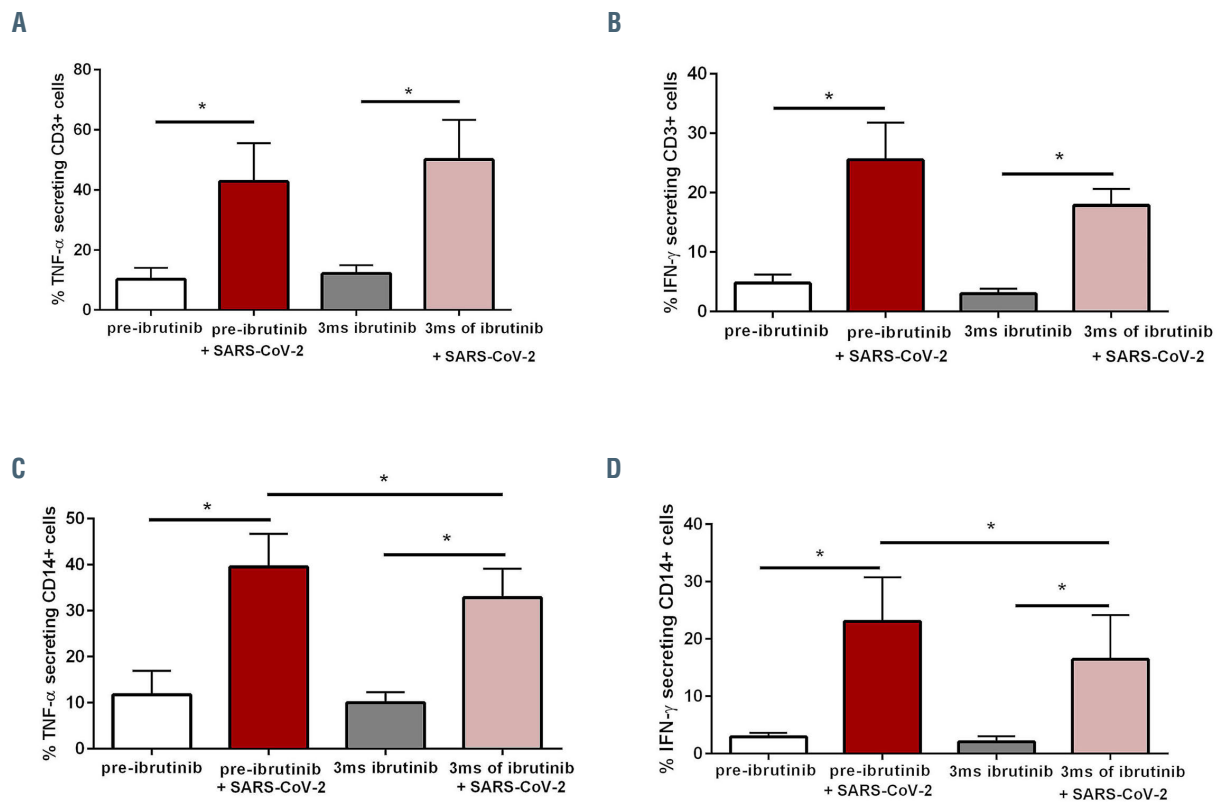 A
% TNF-α secreting CD3+ cells
80
60
40
20
0
*
*
pre-ibrutinib
pre-ibrutinib
+ SARS-CoV-2
3ms ibrutinib
3ms of ibrutinib
+ SARS-CoV-2
B
% IFN-γ secreting CD3+ cells
40
30
20
10
0
*
*
pre-ibrutinib
pre-ibrutinib
+ SARS-CoV-2
3ms ibrutinib
3ms of ibrutinib
+ SARS-CoV-2
C
% TNF-α secreting CD14+ cells
50
40
30
20
10
0
*
*
*
pre-ibrutinib
pre-ibrutinib
+ SARS-CoV-2
3ms ibrutinib
3ms of ibrutinib
+ SARS-CoV-2
D
% IFN-γ secreting CD14+ cells
40
30
20
10
0
*
*
*
pre-ibrutinib
pre-ibrutinib
+ SARS-CoV-2
3ms ibrutinib
3ms of ibrutinib
+ SARS-CoV-2